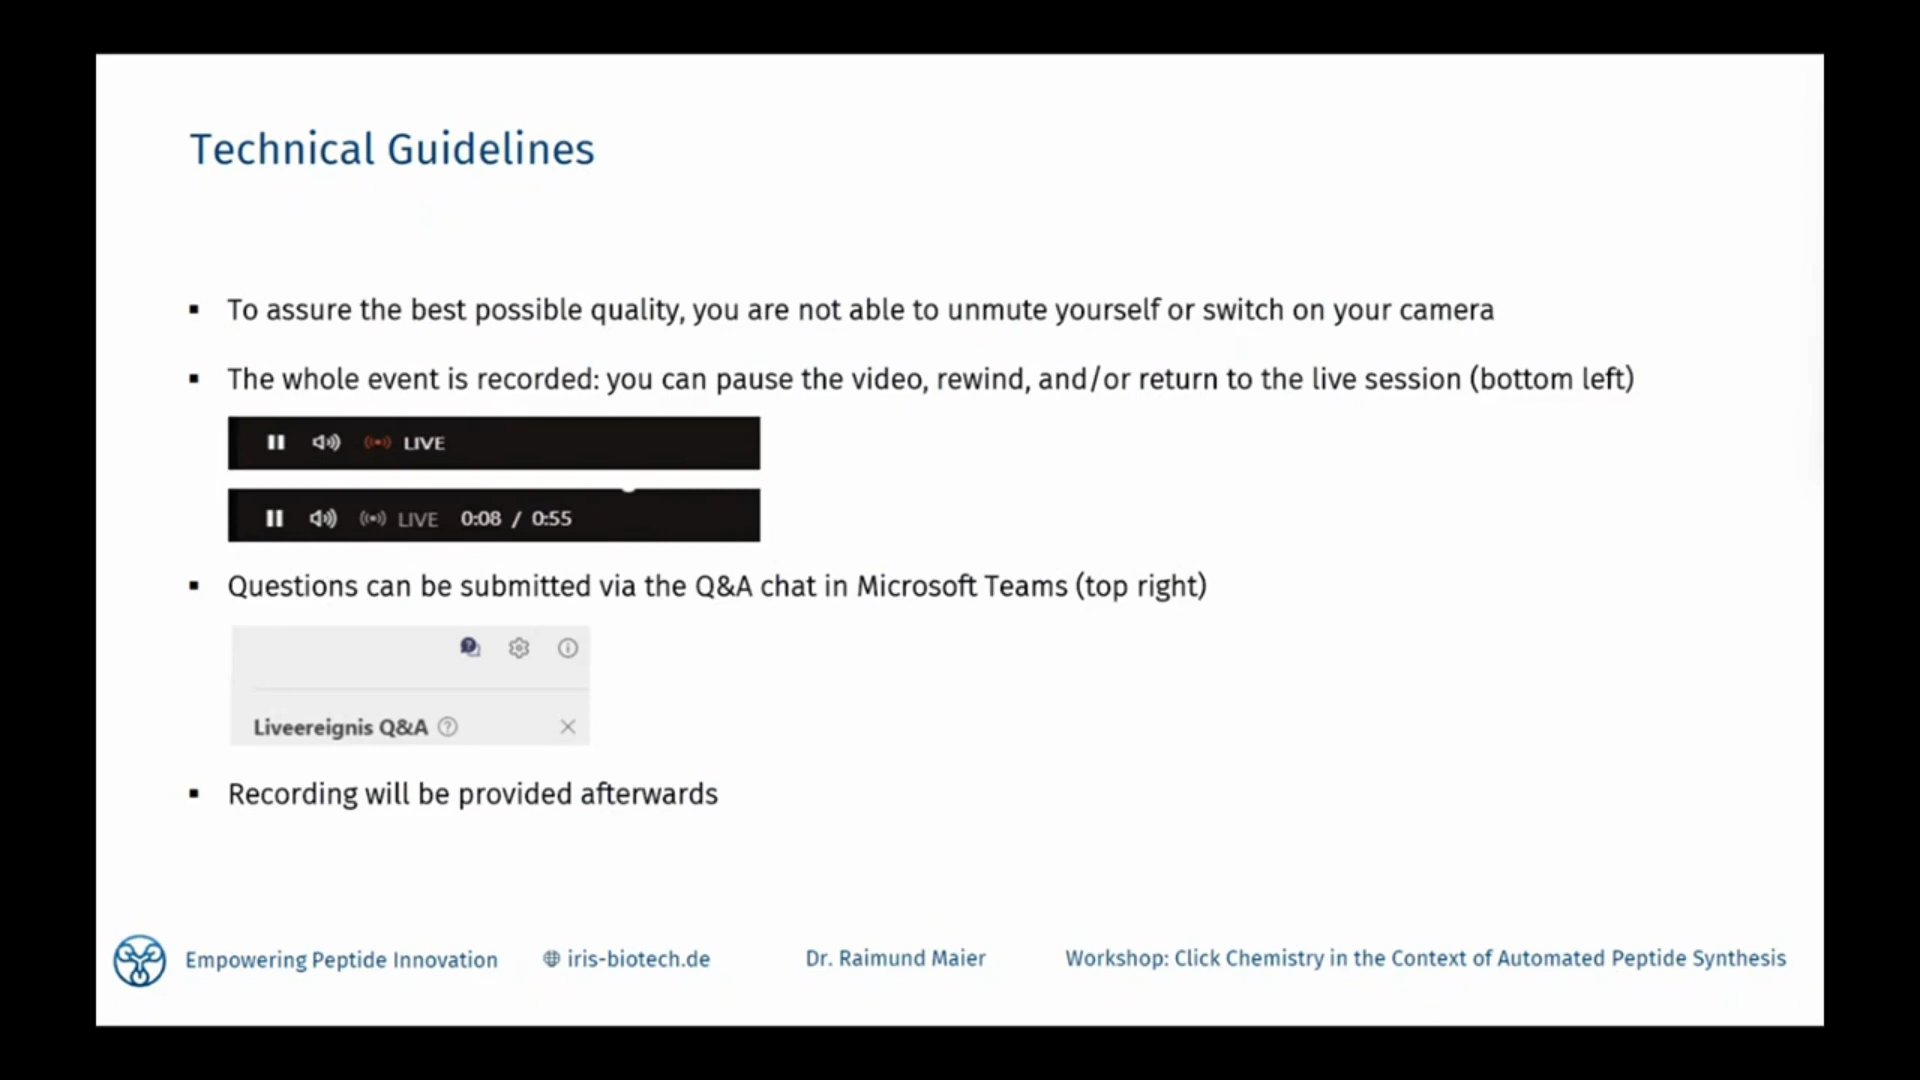 Technical Guidelines
▪ To assure the best possible quality, you are not able to unmute yourself or switch on your camera
▪ The whole event is recorded: you can pause the video, rewind, and/or return to the live session (bottom left)
LIVE
LIVE 0:08 / 0:55
▪ Questions can be submitted via the Q&A chat in Microsoft Teams (top right)
Liveereignis Q&A
▪ Recording will be provided afterwards
Empowering Peptide Innovation iris-biotech.de Dr. Raimund Maier Workshop: Click Chemistry in the Context of Automated Peptide Synthesis